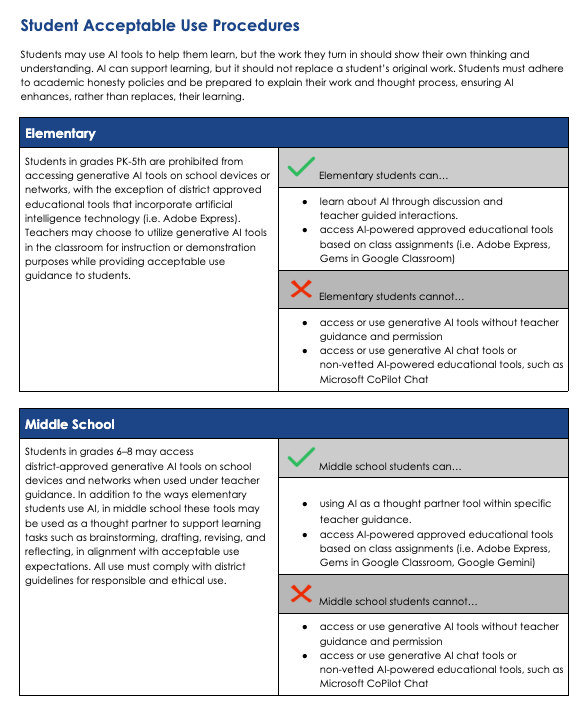 Student Acceptable Use Procedures
Students may use AI tools to help them learn, but the work they turn in should show their own thinking and
understanding. AI can support learning, but it should not replace a student's original work. Students must adhere
to academic honesty policies and be prepared to explain their work and thought process, ensuring AI
enhances, rather than replaces, their learning.
Elementary
Students in grades PK-5th are prohibited from
accessing generative AI tools on school devices or
networks, with the exception of district approved
educational tools that incorporate artificial
intelligence technology (i.e. Adobe Express).
Teachers may choose to utilize generative AI tools
in the classroom for instruction or demonstration
purposes while providing acceptable use
guidance to students.
Elementary students can…
● learn about AI through discussion and
teacher guided interactions.
● access AI-powered approved educational tools
based on class assignments (i.e. Adobe Express,
Gems in Google Classroom)
Elementary students cannot…
● access or use generative AI tools without teacher
guidance and permission
● access or use generative AI chat tools or
non-vetted AI-powered educational tools, such as
Microsoft CoPilot Chat
Middle School
Students in grades 6–8 may access
district-approved generative AI tools on school
devices and networks when used under teacher
guidance. In addition to the ways elementary
students use AI, in middle school these tools may
be used as a thought partner to support learning
tasks such as brainstorming, drafting, revising, and
reflecting, in alignment with acceptable use
expectations. All use must comply with district
guidelines for responsible and ethical use.
Middle school students can…
● using AI as a thought partner tool within specific
teacher guidance.
● access AI-powered approved educational tools
based on class assignments (i.e. Adobe Express,
Gems in Google Classroom, Google Gemini)
Middle school students cannot…
● access or use generative AI tools without teacher
guidance and permission
● access or use generative AI chat tools or
non-vetted AI-powered educational tools, such as
Microsoft CoPilot Chat